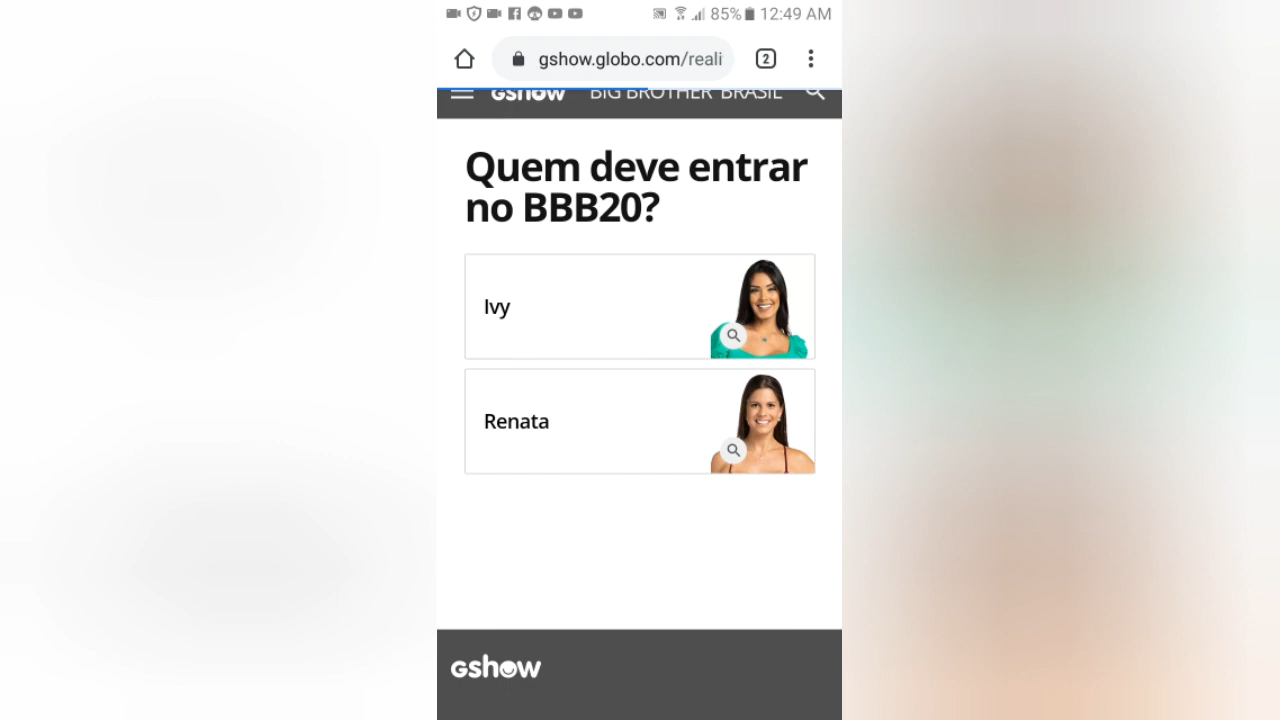 85% 12:49 AM
gshow.globo.com/reali
2
gshow BIG BROTHER BRASIL
Quem deve entrar
no BBB20?
Ivy
Renata
gshow